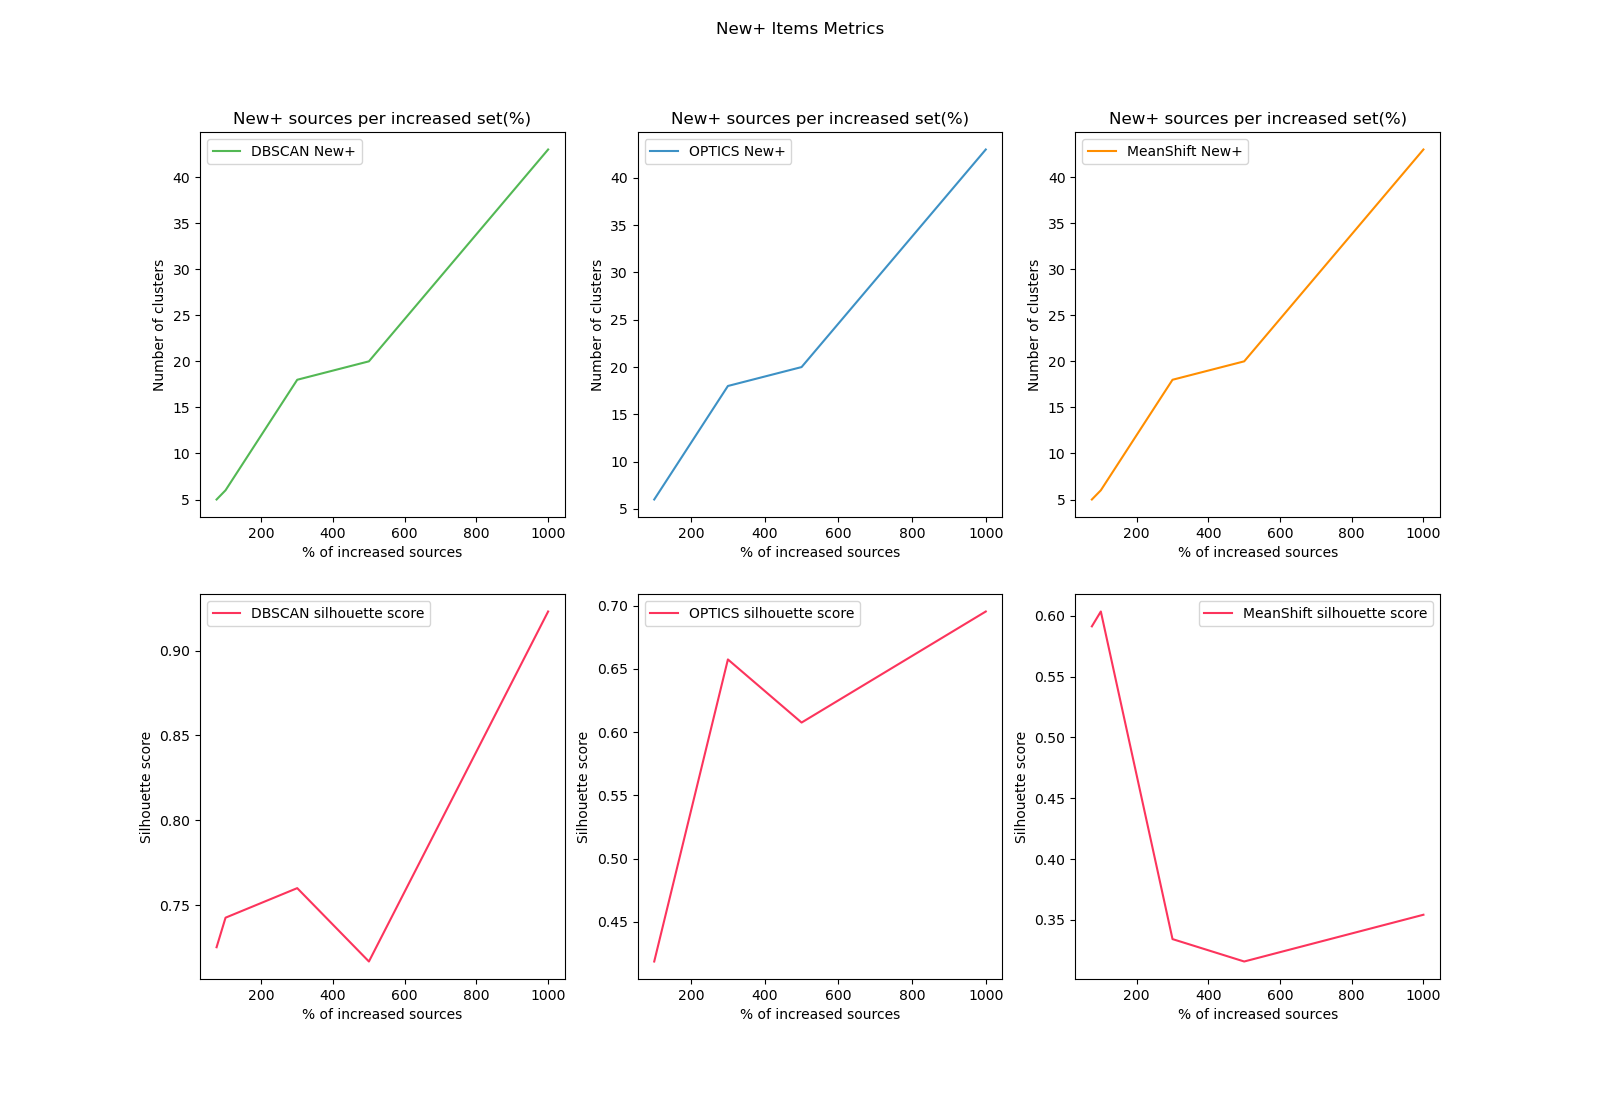 New+ Items Metrics
New+ sources per increased set(%)
DBSCAN New+
40
35
30
25
20
15
10
5
Number of clusters
200 400 600 800 1000
% of increased sources
New+ sources per increased set(%)
OPTICS New+
40
35
30
25
20
15
10
5
Number of clusters
200 400 600 800 1000
% of increased sources
New+ sources per increased set(%)
MeanShift New+
40
35
30
25
20
15
10
5
Number of clusters
200 400 600 800 1000
% of increased sources
DBSCAN silhouette score
0.90
0.85
0.80
0.75
Silhouette score
200 400 600 800 1000
% of increased sources
OPTICS silhouette score
0.70
0.65
0.60
0.55
0.50
0.45
Silhouette score
200 400 600 800 1000
% of increased sources
MeanShift silhouette score
0.60
0.55
0.50
0.45
0.40
0.35
Silhouette score
200 400 600 800 1000
% of increased sources